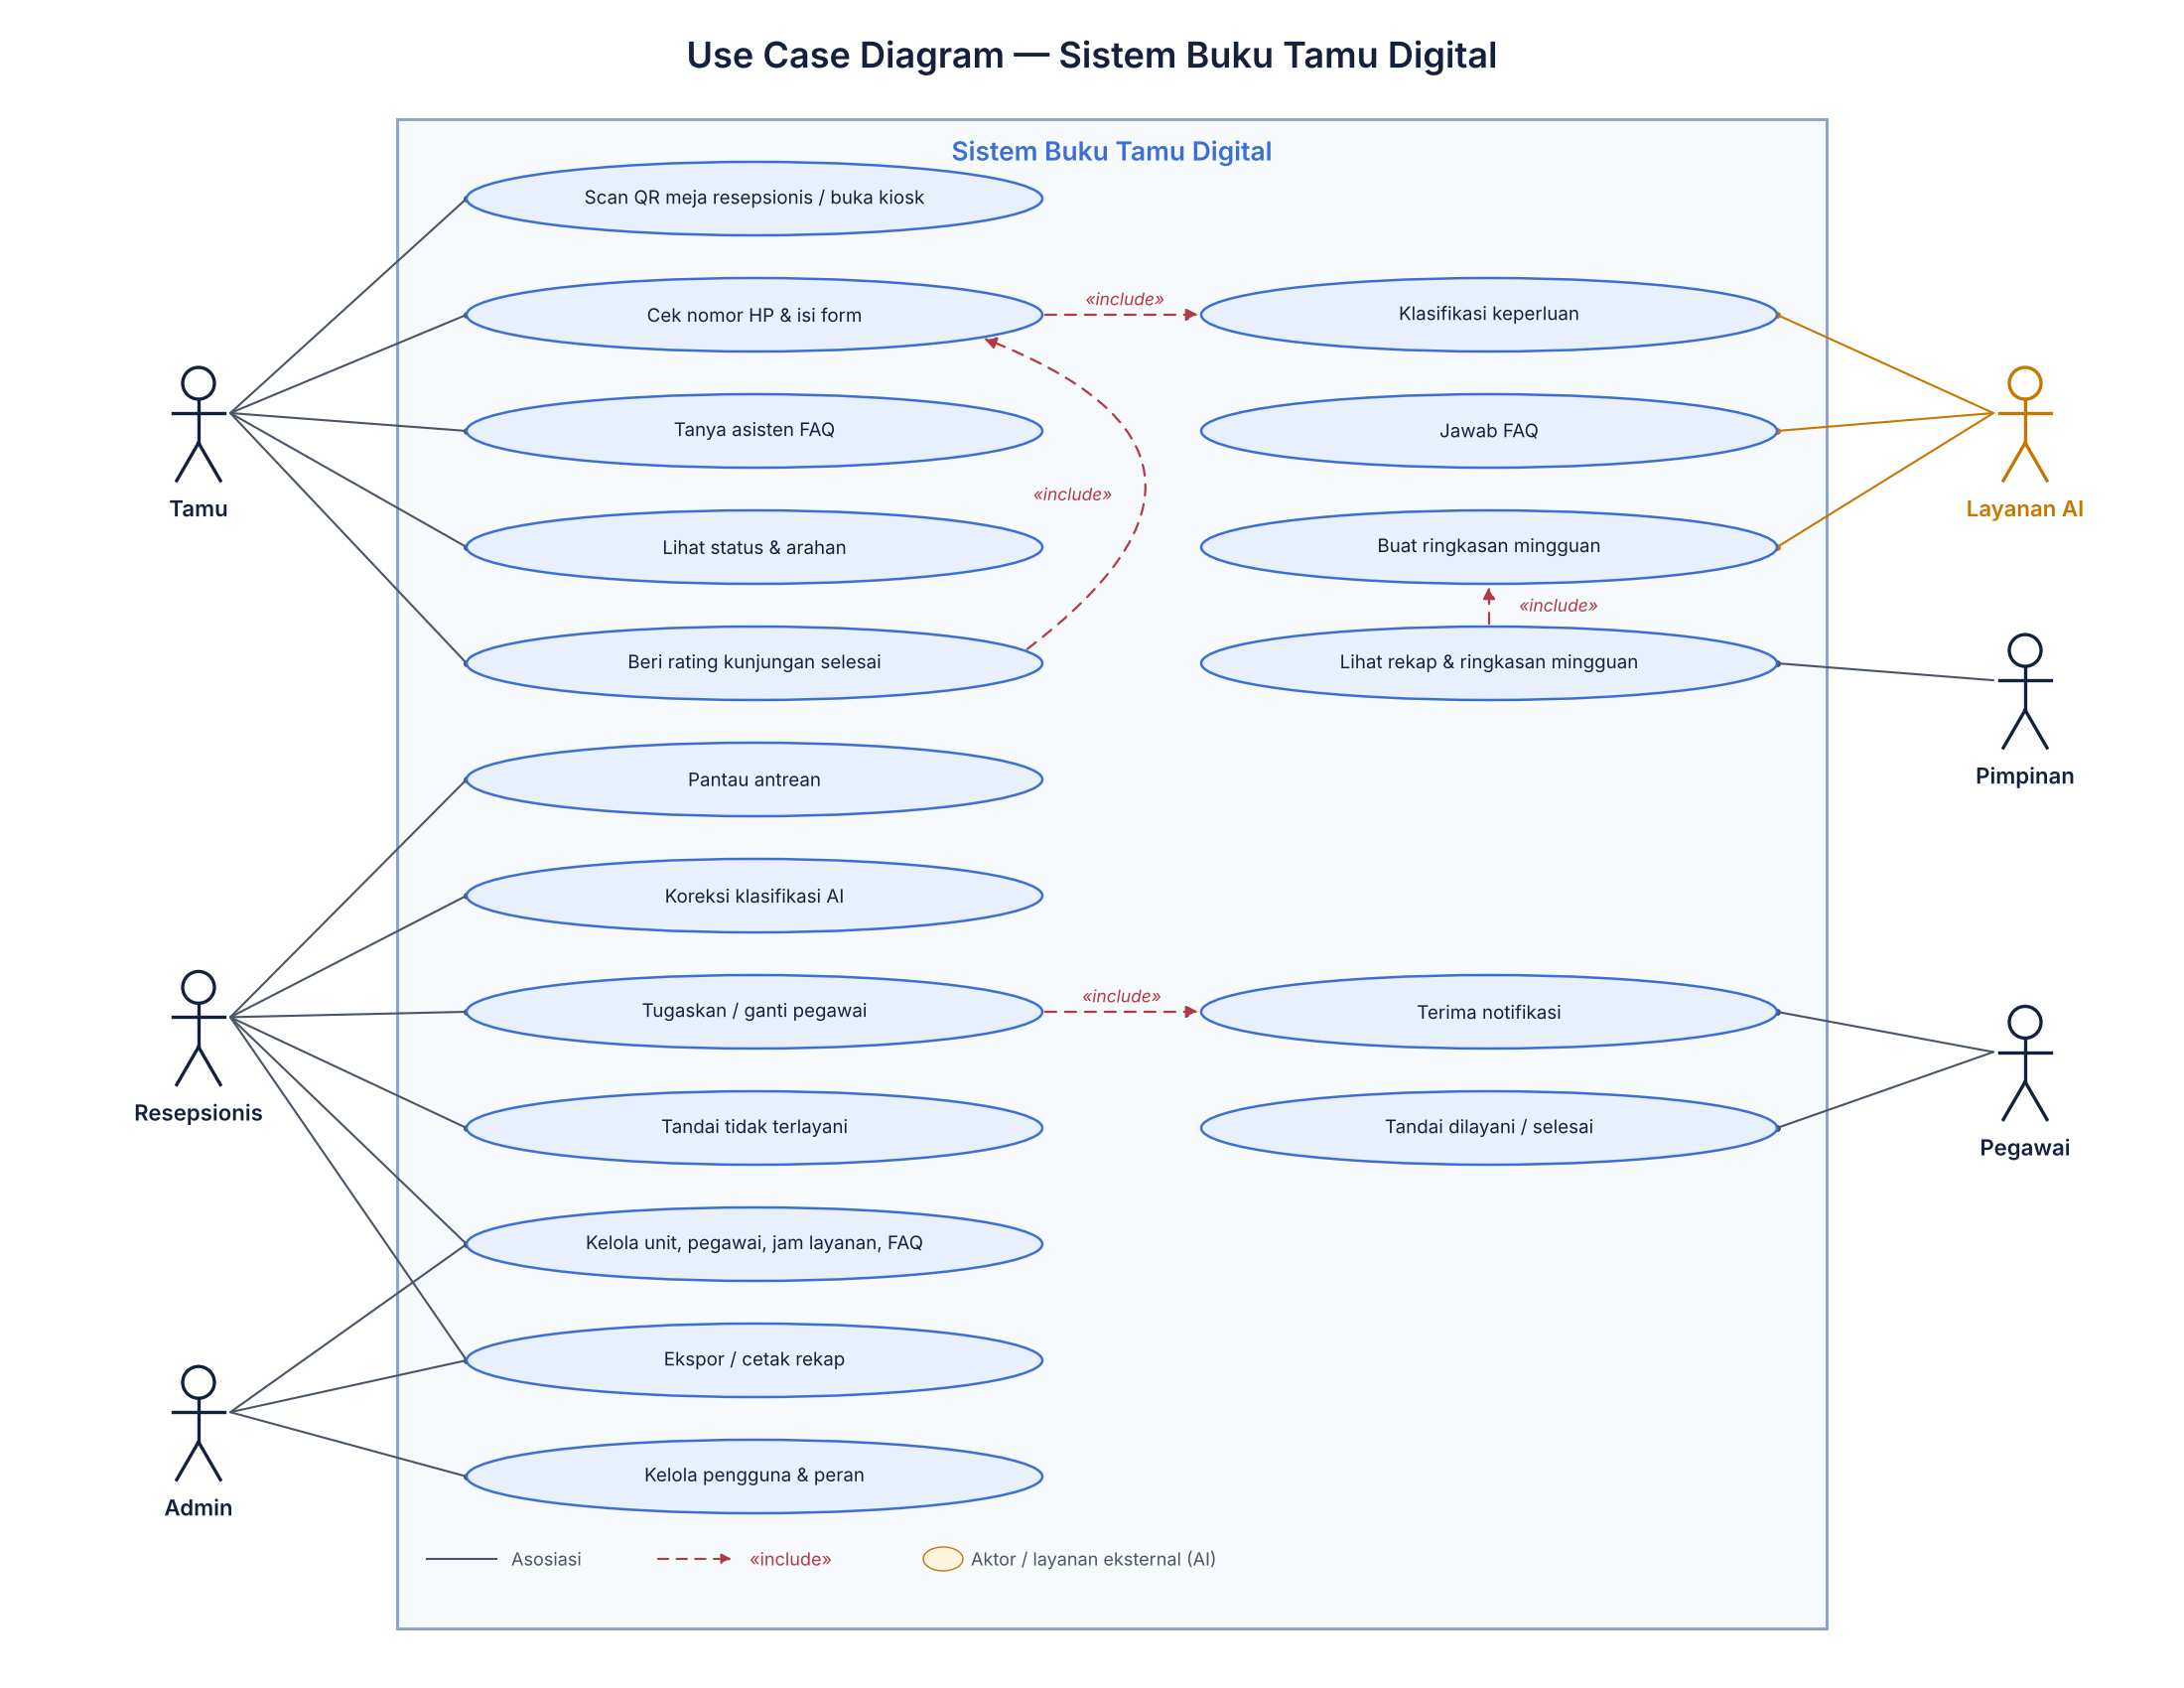 Use Case Diagram — Sistem Buku Tamu Digital
Sistem Buku Tamu Digital
Scan QR meja resepsionis / buka kiosk
Cek nomor HP & isi form
«include»
Klasifikasi keperluan
Tanya asisten FAQ
Jawab FAQ
Tamu
Layanan AI
«include»
Lihat status & arahan
Buat ringkasan mingguan
«include»
Beri rating kunjungan selesai
Lihat rekap & ringkasan mingguan
Pimpinan
Pantau antrean
Koreksi klasifikasi AI
Tugaskan / ganti pegawai
«include»
Terima notifikasi
Resepsionis
Tandai tidak terlayani
Tandai dilayani / selesai
Pegawai
Kelola unit, pegawai, jam layanan, FAQ
Ekspor / cetak rekap
Kelola pengguna & peran
Admin
Asosiasi
«include»
Aktor / layanan eksternal (AI)